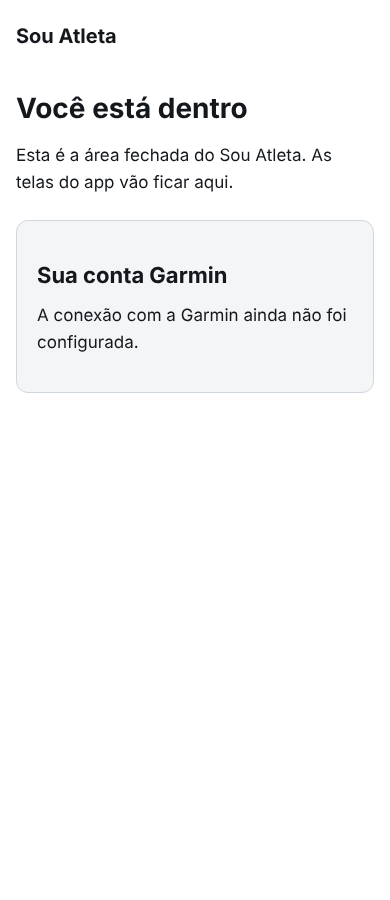 Sou Atleta
Você está dentro
Esta é a área fechada do Sou Atleta. As
telas do app vão ficar aqui.
Sua conta Garmin
A conexão com a Garmin ainda não foi
configurada.